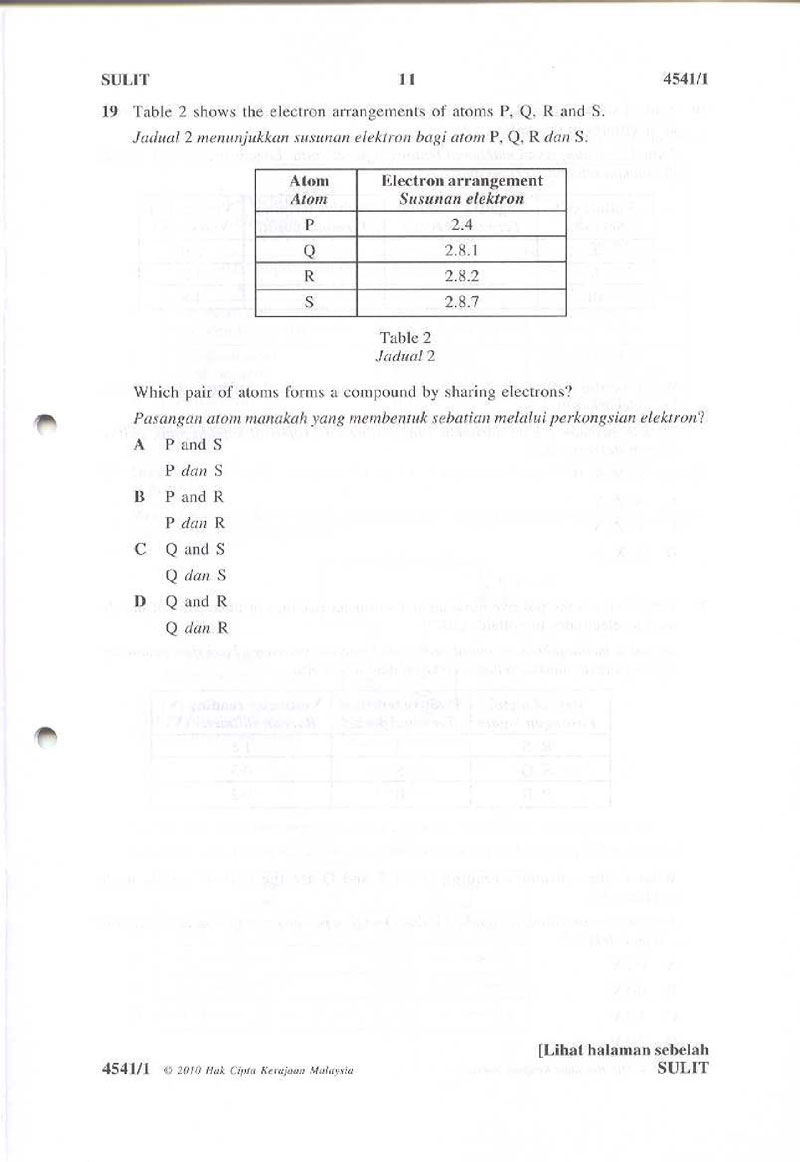 SULIT 11 4541/1
19 Table 2 shows the electron arrangements of atoms P, Q, R and S.
Jadual 2 menunjukkan susunan elektron bagi atom P, Q, R dan S.
Atom Electron arrangement
Atom Susunan elektron
P 2.4
Q 2.8.1
R 2.8.2
S 2.8.7
Table 2
Jadual 2
Which pair of atoms forms a compound by sharing electrons?
Pasangan atom manakah yang membentuk sebatian melalui perkongsian elektron?
A P and S
P dan S
B P and R
P dan R
C Q and S
Q dan S
D Q and R
Q dan R
[Lihat halaman sebelah
4541/1 © 2010 Hak Cipta Kerajaan Malaysia SULIT